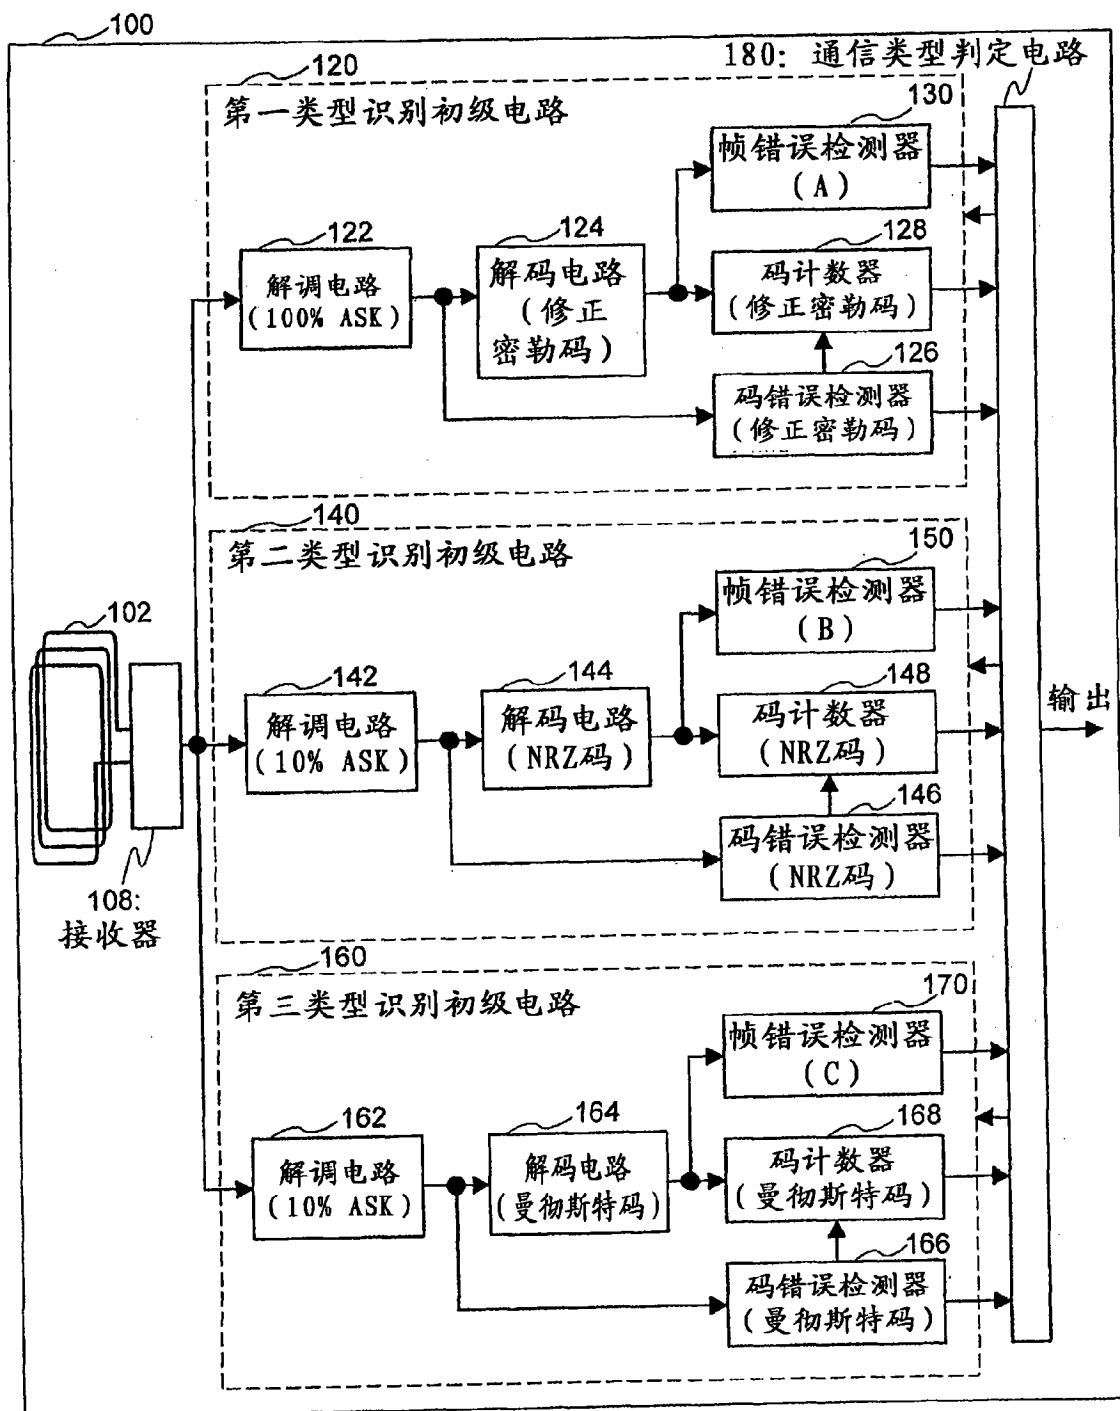 100
180: 通信类型判定电路
120
第一类型识别初级电路
130
帧错误检测器
(A)
122
解调电路
(100% ASK)
124
解码电路
(修正
密勒码)
128
码计数器
(修正密勒码)
126
码错误检测器
(修正密勒码)
140
第二类型识别初级电路
150
帧错误检测器
(B)
102
142
解调电路
(10% ASK)
144
解码电路
(NRZ码)
148
码计数器
(NRZ码)
输出
146
码错误检测器
(NRZ码)
108:
接收器
160
第三类型识别初级电路
170
帧错误检测器
(C)
162
解调电路
(10% ASK)
164
解码电路
(曼彻斯特码)
168
码计数器
(曼彻斯特码)
166
码错误检测器
(曼彻斯特码)